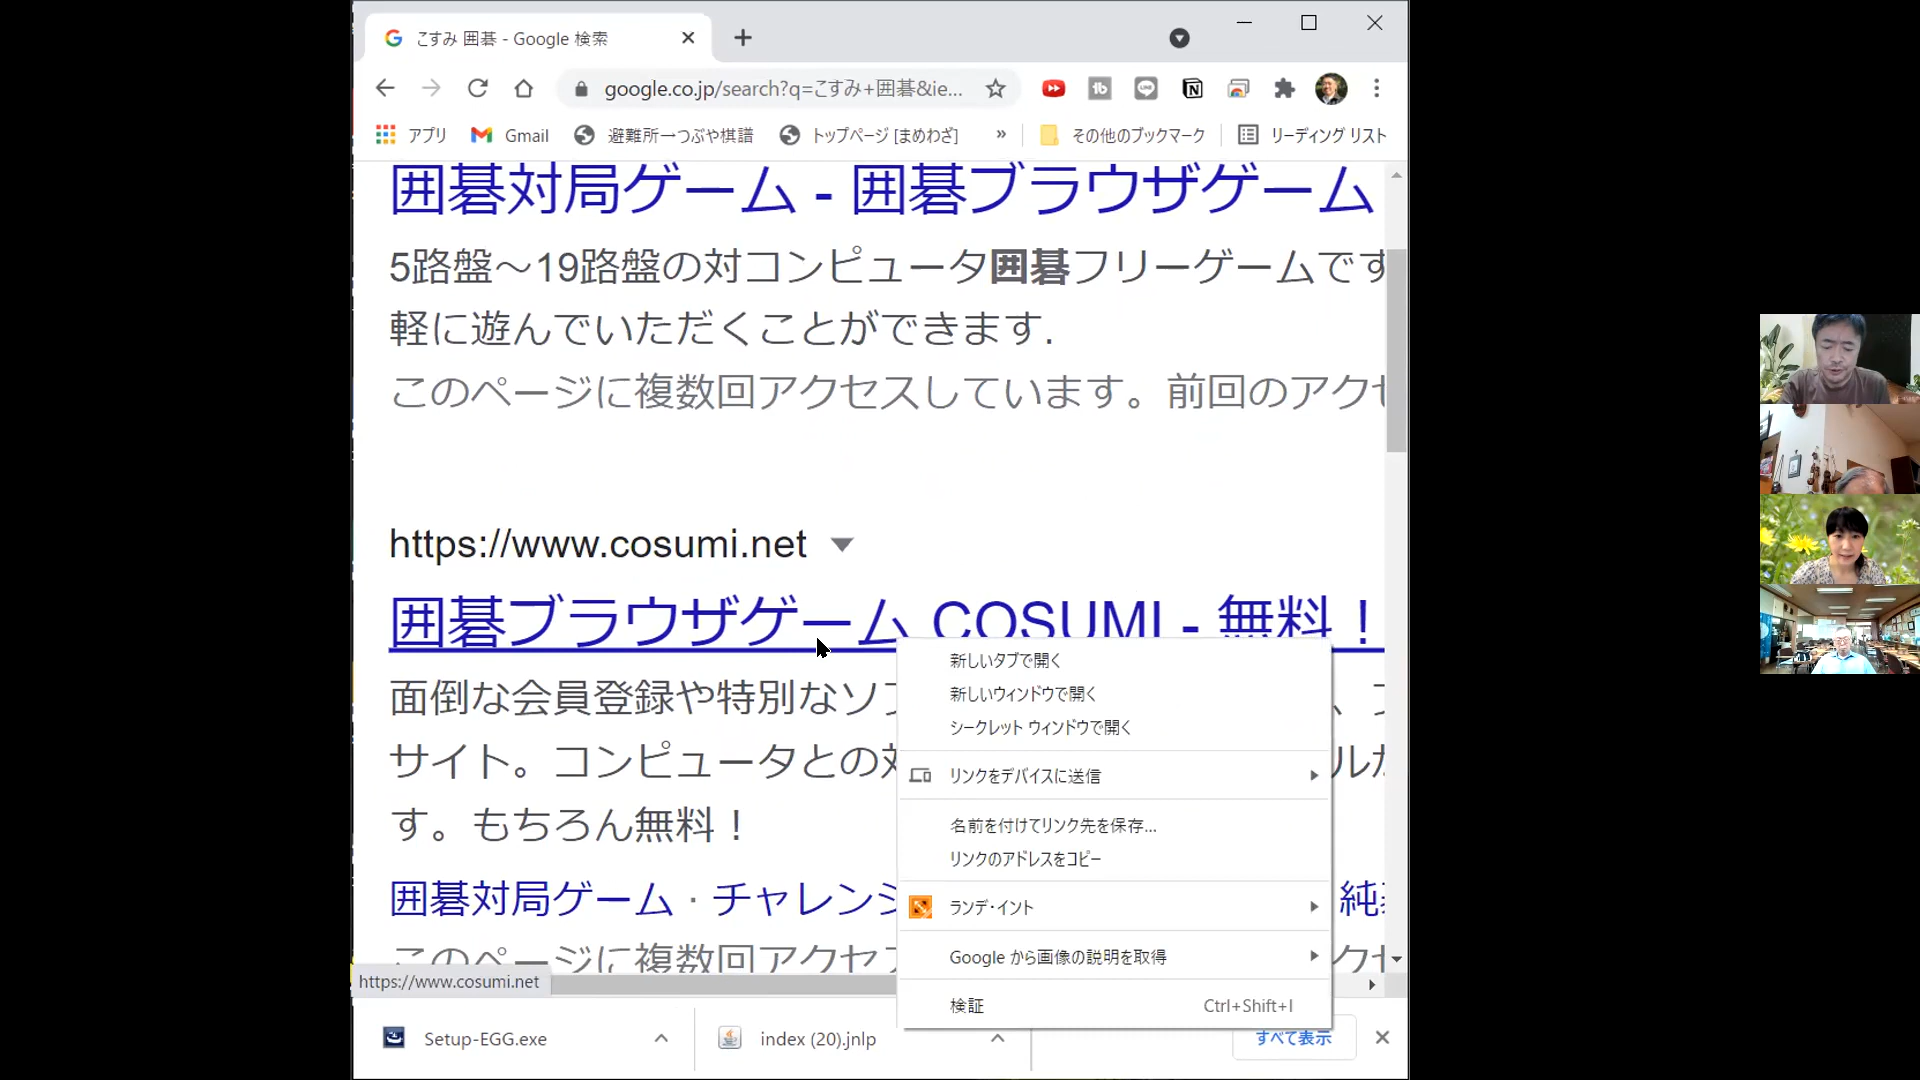 こすみ 囲碁 - Google 検索
google.co.jp/search?q=こすみ+囲碁&ie...
アプリ Gmail 避難所→つぶや棋譜 トップページ [まめわざ] » その他のブックマーク リーディング リスト
囲碁対局ゲーム - 囲碁ブラウザゲーム
5路盤～19路盤の対コンピュータ囲碁フリーゲームです
軽に遊んでいただくことができます.
このページに複数回アクセスしています。前回のアクセ
https://www.cosumi.net
囲碁ブラウザゲーム COSUMI - 無料！
面倒な会員登録や特別なソフ
サイト。コンピュータとの対
す。もちろん無料！
囲碁対局ゲーム · チャレンジ
このページに複数回アクセス
新しいタブで開く
新しいウィンドウで開く
シークレット ウィンドウで開く
リンクをデバイスに送信
名前を付けてリンク先を保存...
リンクのアドレスをコピー
ランデ・イント
Google から画像の説明を取得
検証 Ctrl+Shift+I
https://www.cosumi.net
Setup-EGG.exe
index (20).jnlp
すべて表示